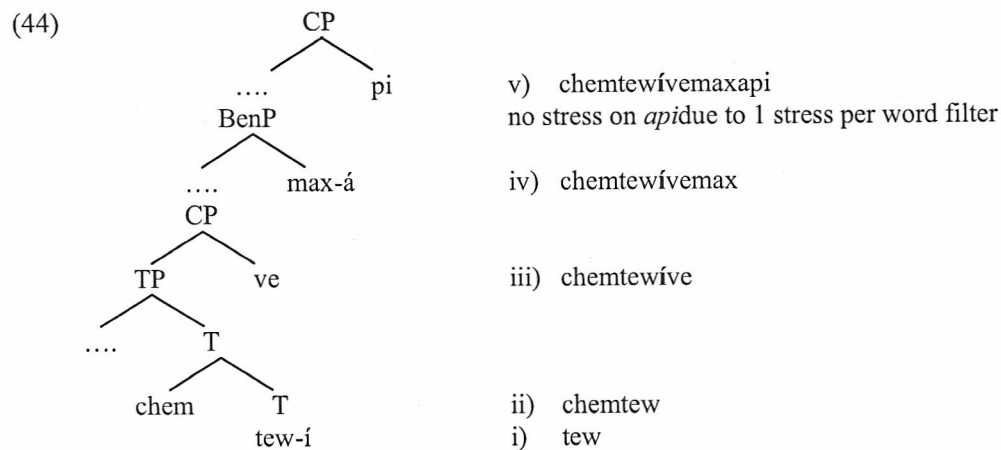 (44)
CP
.... pi v) chemtewívemaxapi
BenP no stress on apidue to 1 stress per word filter
.... max-á iv) chemtewívemax
CP
TP ve iii) chemtewíve
.... T
chem T ii) chemtew
tew-í i) tew